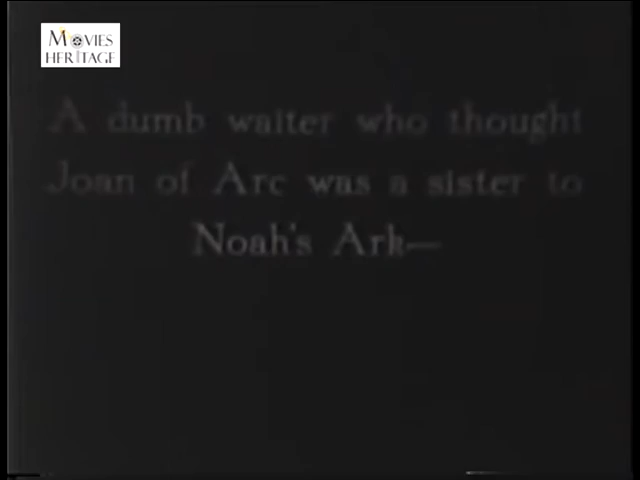 MOVIES
HERITAGE
A dumb waiter who thought
Joan of Arc was a sister to
Noah's Ark—